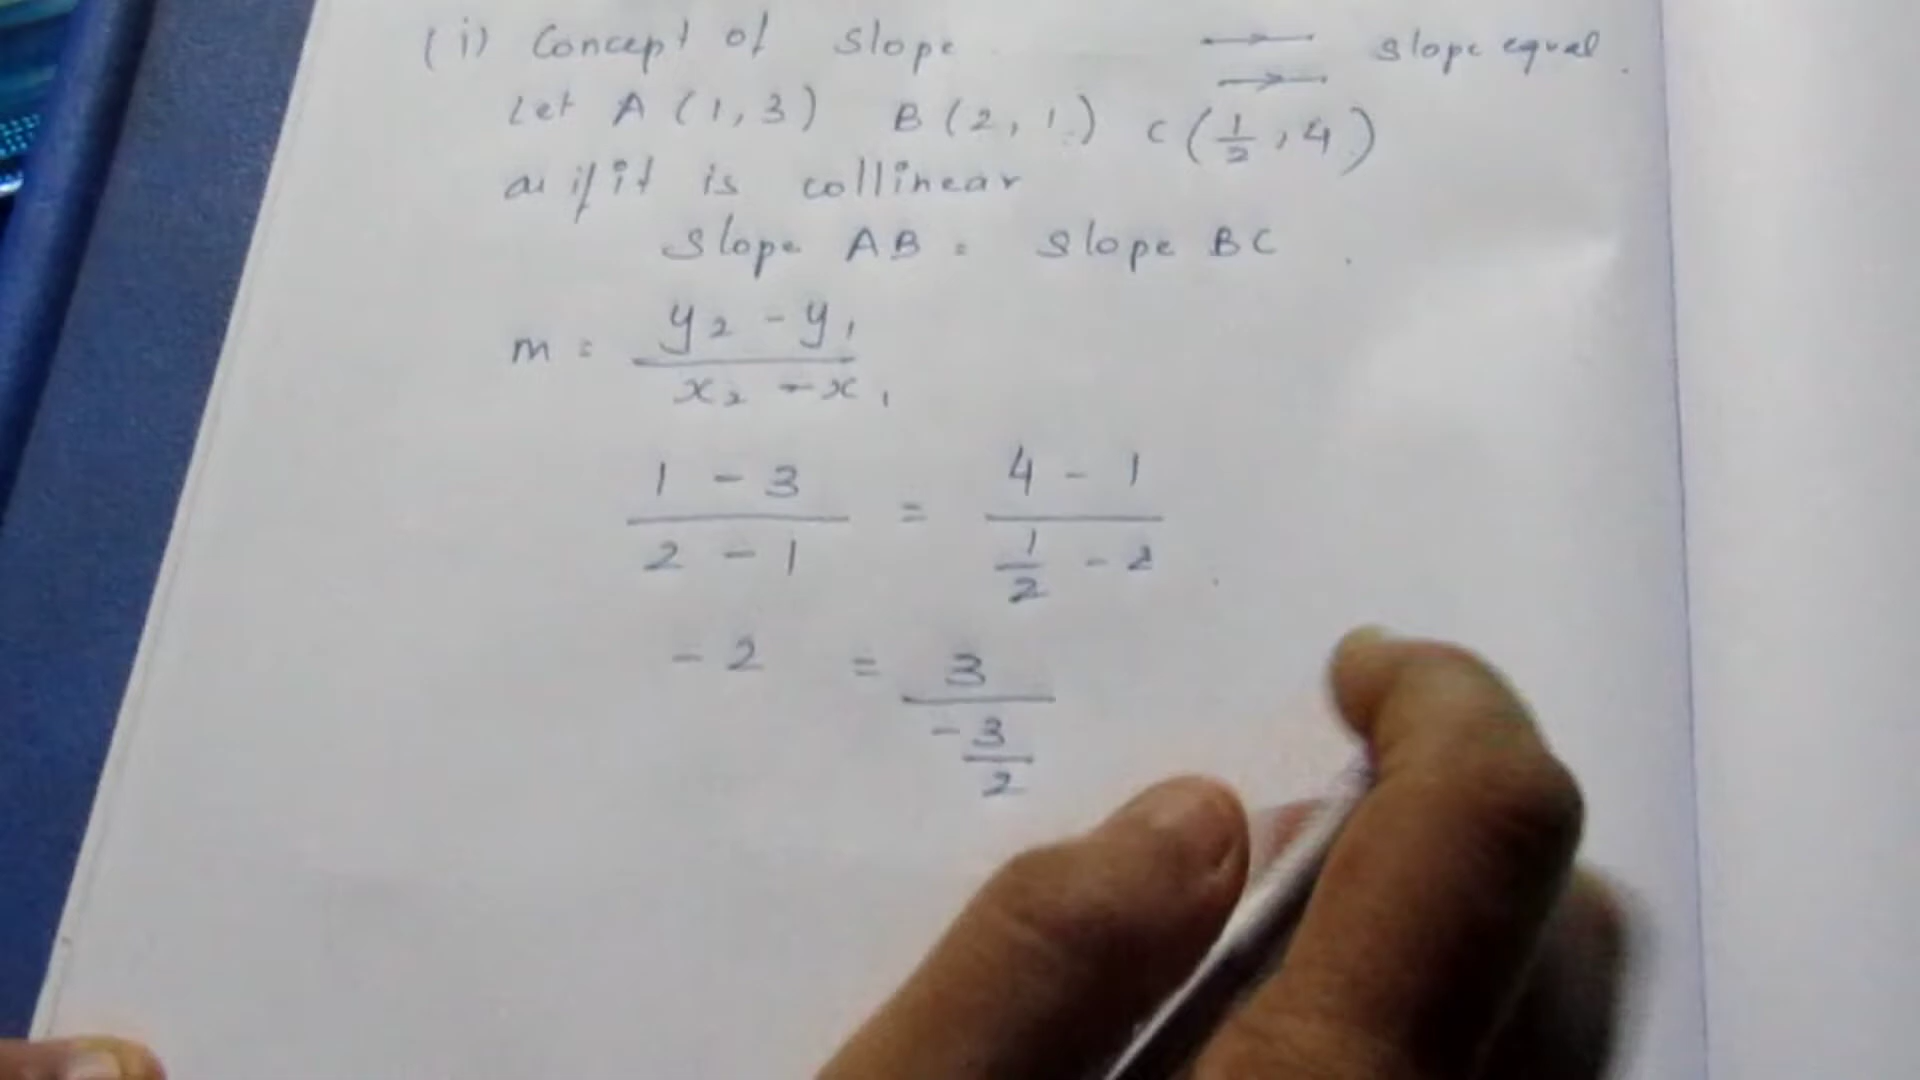 (i) Concept of Slope slope equal.
Let A (1, 3) B (2, 1) C (1/2, 4)
as if it is collinear
Slope AB = Slope BC
m = y₂ - y₁ / x₂ - x₁
1 - 3 / 2 - 1 = 4 - 1 / 1/2 - 2
-2 = 3 / -3/2